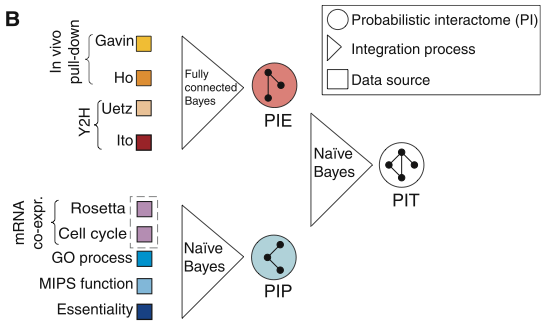 B
In vivo
pull-down
Gavin
Ho
Y2H
Uetz
Ito
Fully
connected
Bayes
PIE
mRNA
co-expr.
Rosetta
Cell cycle
GO process
MIPS function
Essentiality
Naïve
Bayes
PIP
Naïve
Bayes
PIT
Probabilistic interactome (PI)
Integration process
Data source